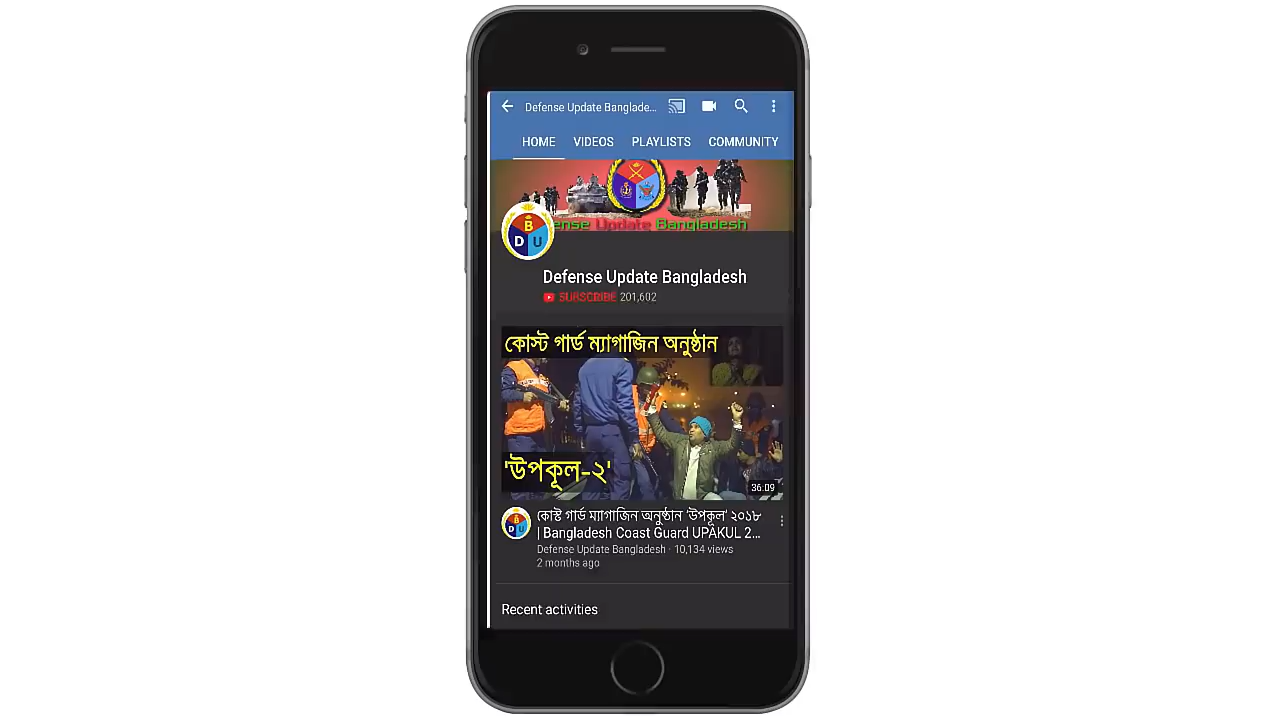 Defense Update Banglade...
HOME VIDEOS PLAYLISTS COMMUNITY
ense Update Bangladesh
B
D U
Defense Update Bangladesh
SUBSCRIBE 201,602
কোস্ট গার্ড ম্যাগাজিন অনুষ্ঠান
'উপকূল-২'
36:09
B
D U
কোস্ট গার্ড ম্যাগাজিন অনুষ্ঠান 'উপকূল' ২০১৮
| Bangladesh Coast Guard UPAKUL 2...
Defense Update Bangladesh · 10,134 views
2 months ago
Recent activities